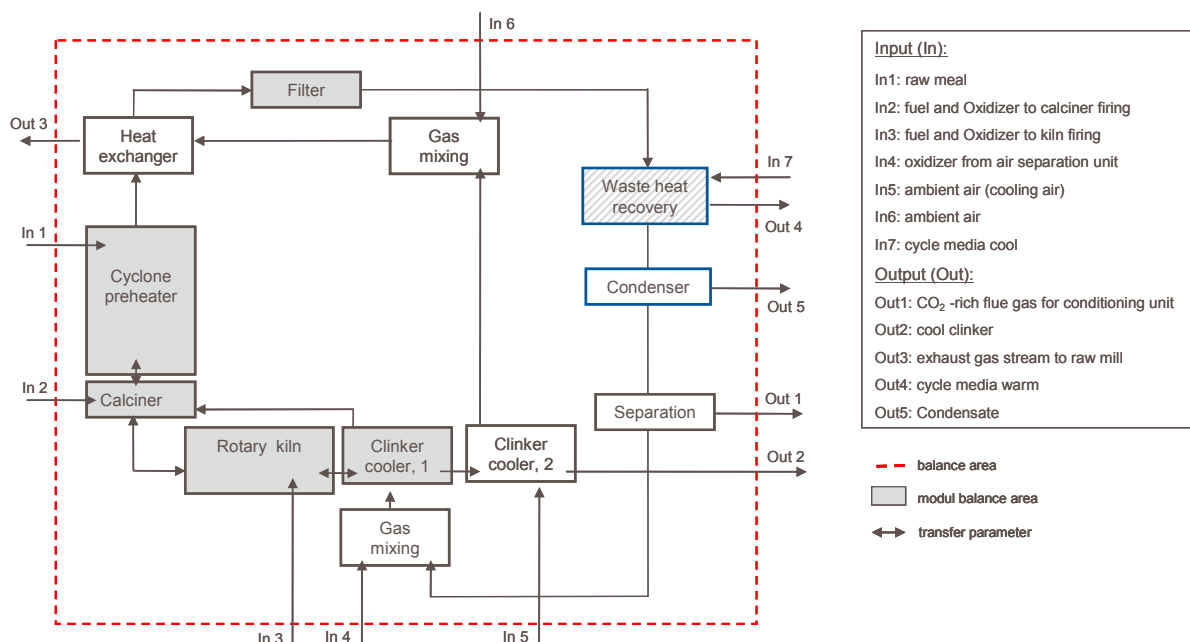 In 6
Filter
Out 3
Heat
exchanger
Gas
mixing
In 7
Waste heat
recovery
Out 4
In 1
Cyclone
preheater
Condenser
Out 5
In 2
Calciner
Separation
Out 1
Rotary kiln
Clinker
cooler, 1
Clinker
cooler, 2
Out 2
Gas
mixing
In 3
In 4
In 5
Input (In):
In1: raw meal
In2: fuel and Oxidizer to calciner firing
In3: fuel and Oxidizer to kiln firing
In4: oxidizer from air separation unit
In5: ambient air (cooling air)
In6: ambient air
In7: cycle media cool
Output (Out):
Out1: CO₂ -rich flue gas for conditioning unit
Out2: cool clinker
Out3: exhaust gas stream to raw mill
Out4: cycle media warm
Out5: Condensate
balance area
modul balance area
transfer parameter